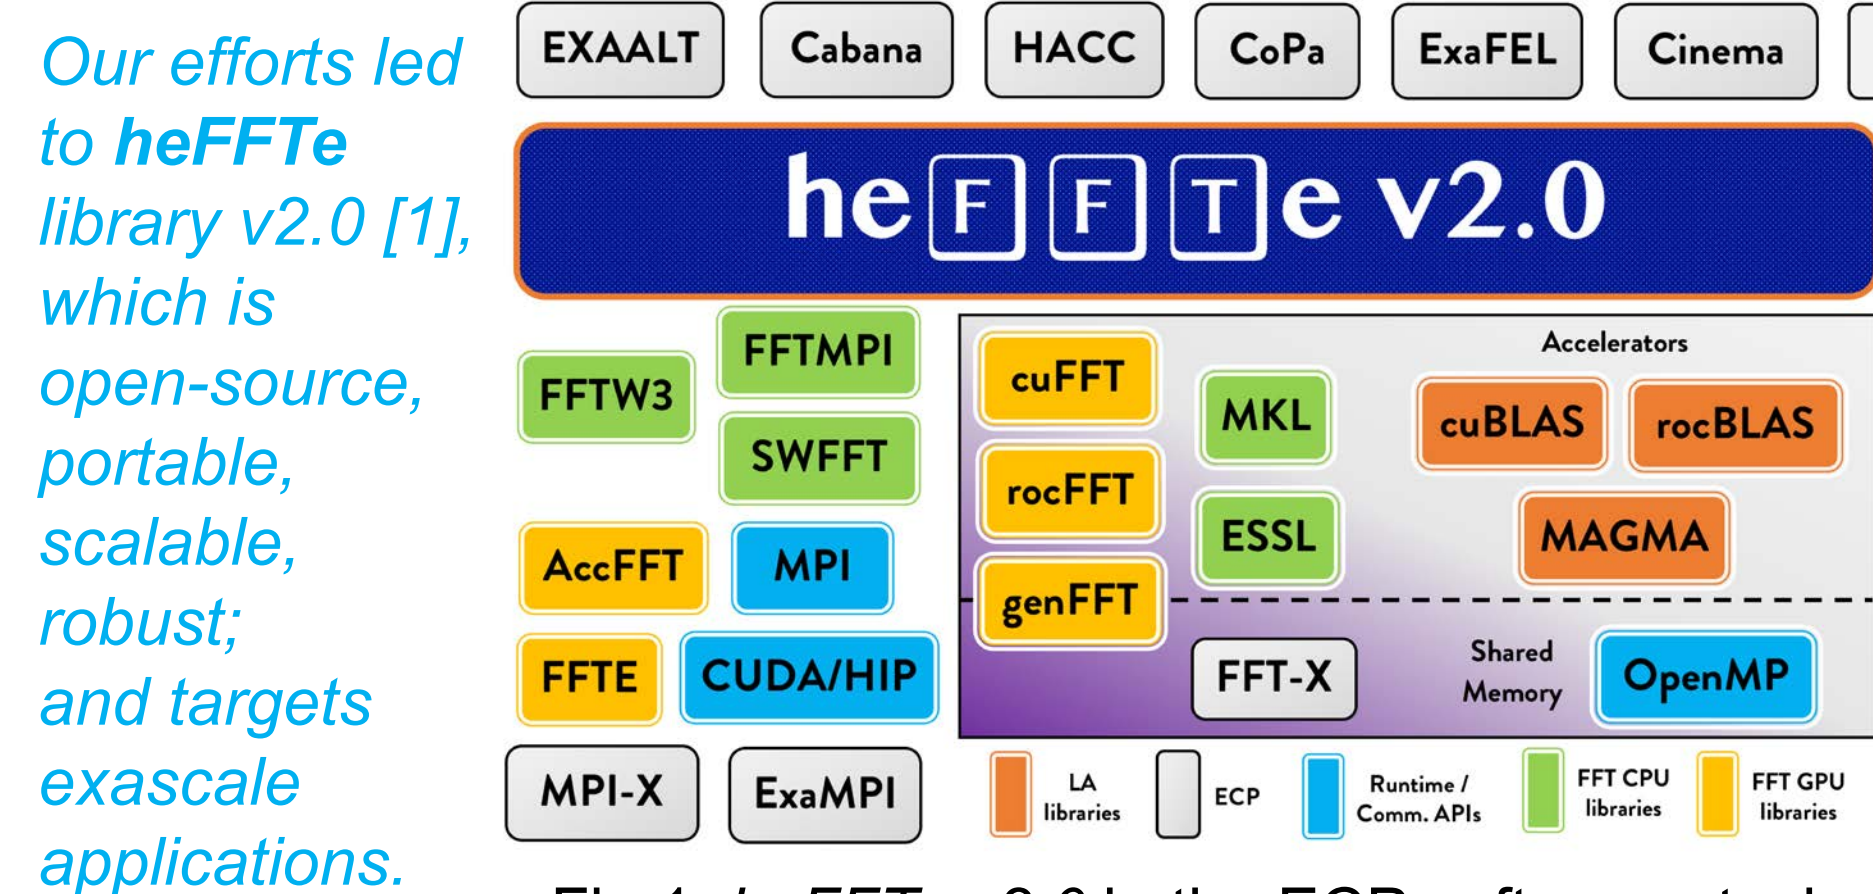 Our efforts led
to heFFTe
library v2.0 [1],
which is
open-source,
portable,
scalable,
robust;
and targets
exascale
applications.
EXAALT
Cabana
HACC
CoPa
ExaFEL
Cinema
heFFTe v2.0
FFTW3
FFTMPI
SWFFT
AccFFT
MPI
FFTE
CUDA/HIP
MPI-X
ExaMPI
cuFFT
rocFFT
genFFT
MKL
ESSL
FFT-X
Accelerators
cuBLAS
rocBLAS
MAGMA
Shared
Memory
OpenMP
LA
libraries
ECP
Runtime /
Comm. APIs
FFT CPU
libraries
FFT GPU
libraries